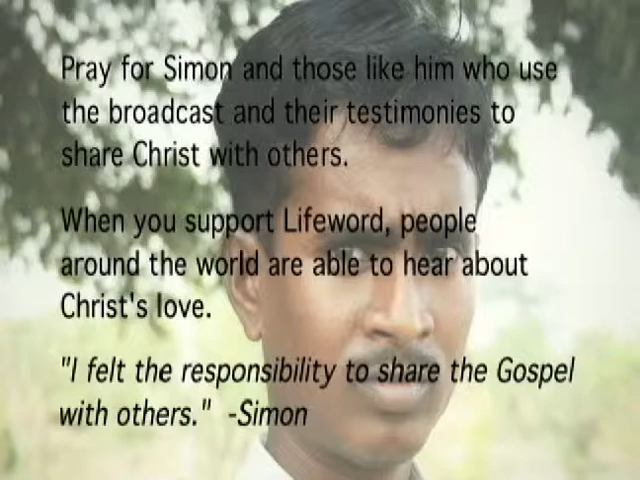 Pray for Simon and those like him who use
the broadcast and their testimonies to
share Christ with others.
When you support Lifeword, people
around the world are able to hear about
Christ's love.
"I felt the responsibility to share the Gospel
with others." -Simon